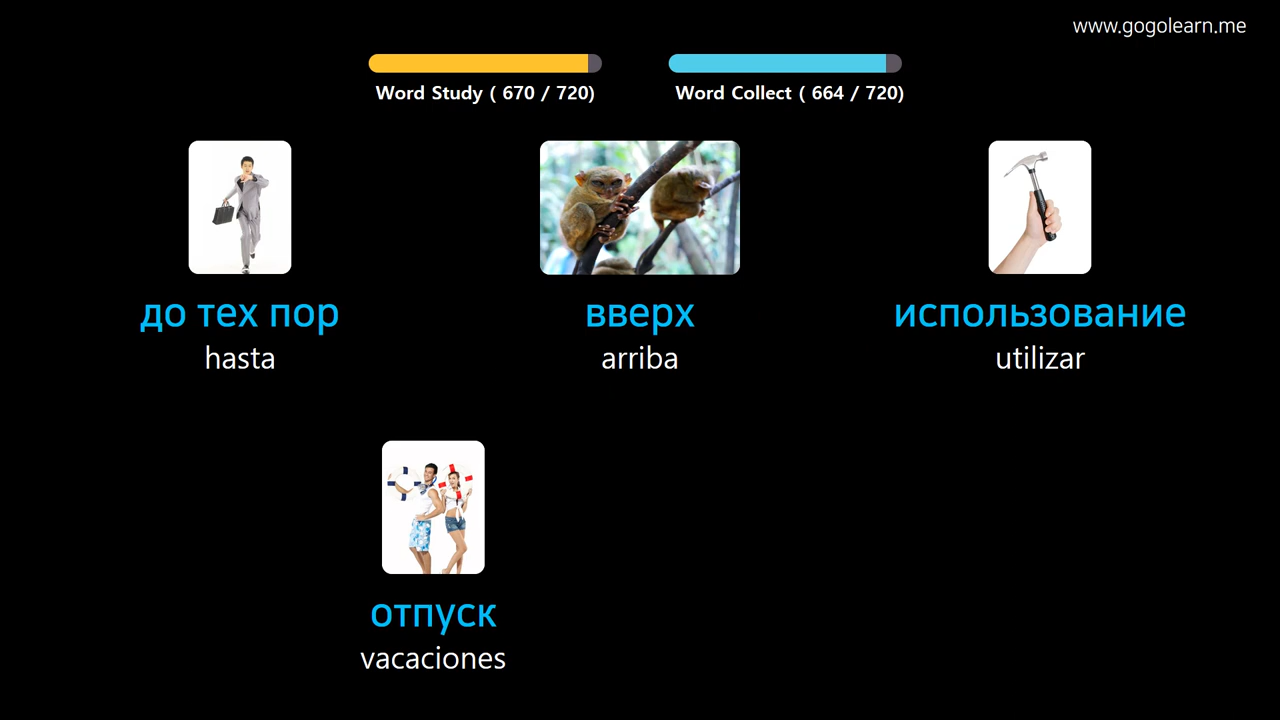 www.gogolearn.me
Word Study ( 670 / 720)
Word Collect ( 664 / 720)
до тех пор
hasta
вверх
arriba
использование
utilizar
отпуск
vacaciones